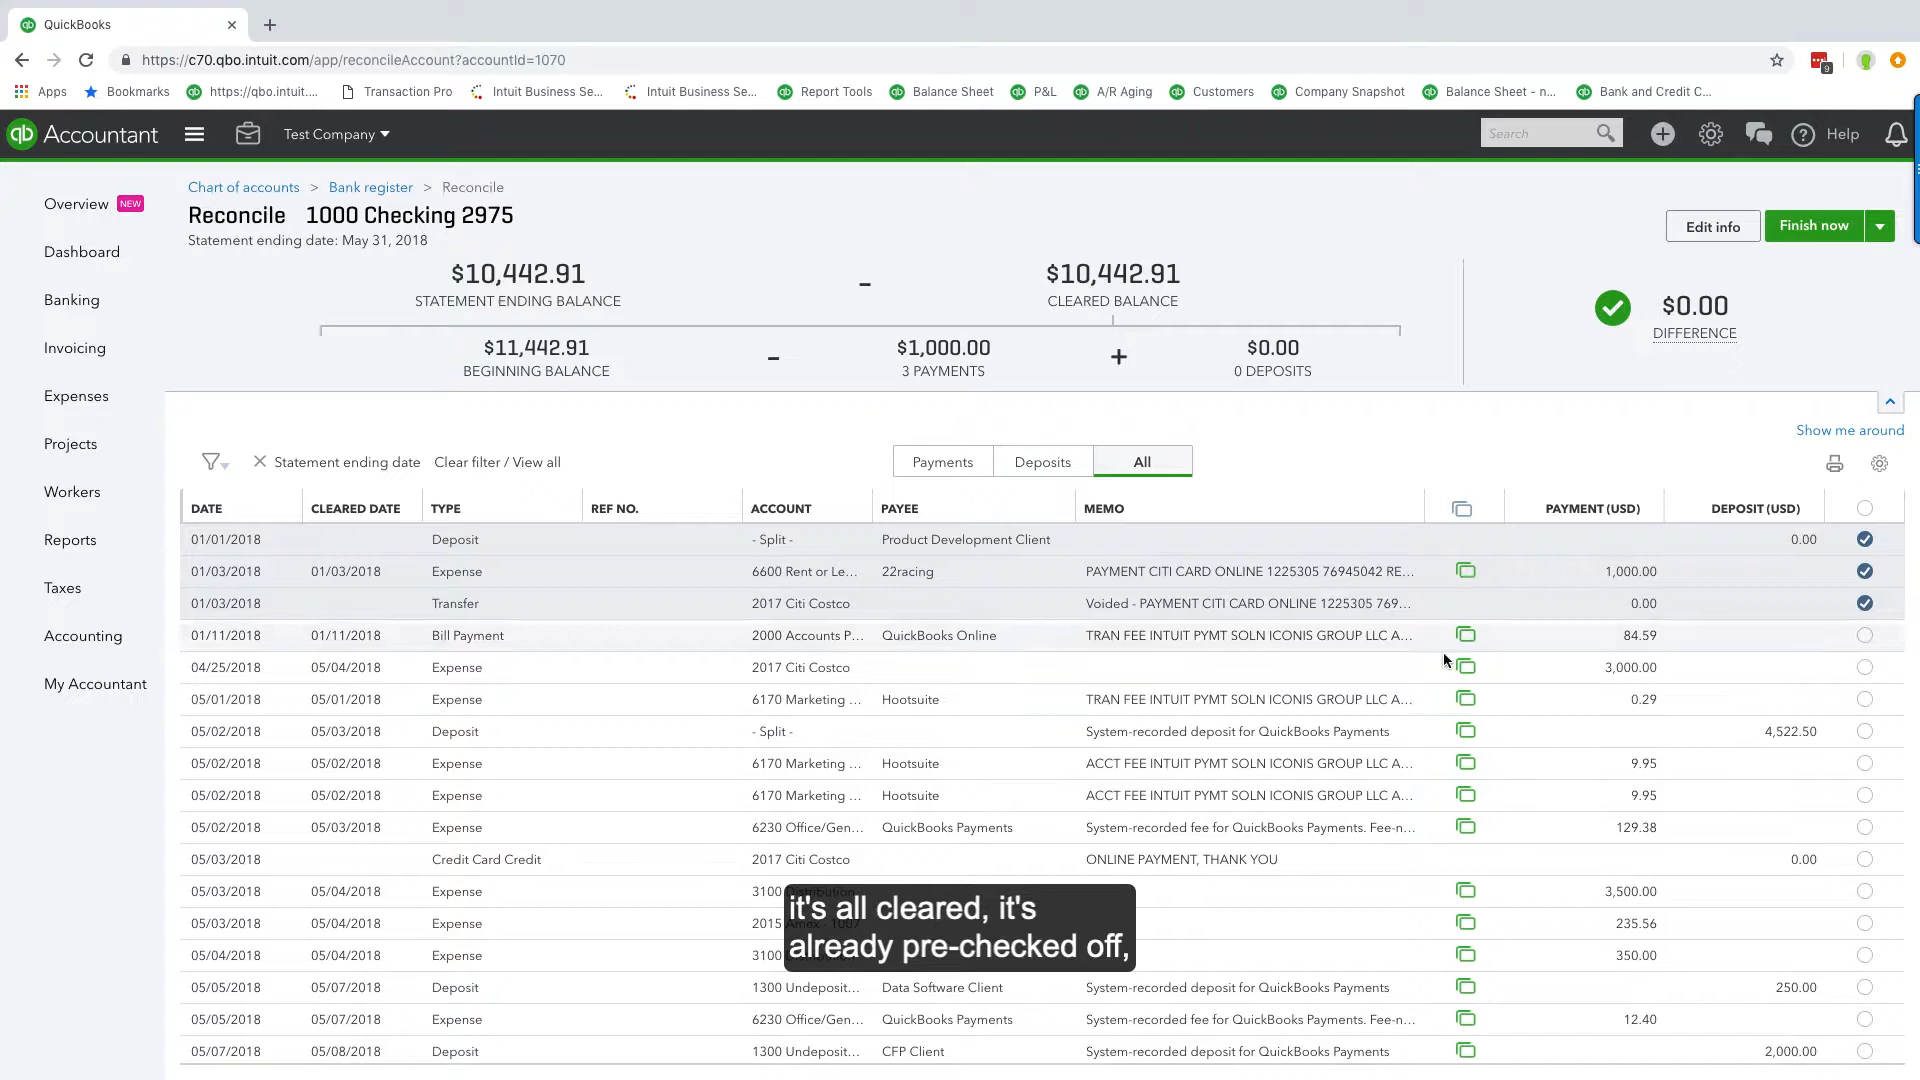 QuickBooks
https://c70.qbo.intuit.com/app/reconcileAccount?accountId=1070
9
Apps Bookmarks https://qbo.intuit.... Transaction Pro Intuit Business Se... Intuit Business Se... Report Tools Balance Sheet P&L A/R Aging Customers Company Snapshot Balance Sheet - n... Bank and Credit C...
qb Accountant Test Company Search Help
Overview NEW
Dashboard
Banking
Invoicing
Expenses
Projects
Workers
Reports
Taxes
Accounting
My Accountant
Chart of accounts > Bank register > Reconcile
Reconcile 1000 Checking 2975
Statement ending date: May 31, 2018
Edit info Finish now
$10,442.91 - $10,442.91
STATEMENT ENDING BALANCE CLEARED BALANCE
$0.00
DIFFERENCE
$11,442.91 - $1,000.00 + $0.00
BEGINNING BALANCE 3 PAYMENTS 0 DEPOSITS
Show me around
Statement ending date Clear filter / View all Payments Deposits All
DATE CLEARED DATE TYPE REF NO. ACCOUNT PAYEE MEMO PAYMENT (USD) DEPOSIT (USD)
01/01/2018 Deposit - Split - Product Development Client 0.00
01/03/2018 01/03/2018 Expense 6600 Rent or Le... 22racing PAYMENT CITI CARD ONLINE 1225305 76945042 RE... 1,000.00
01/03/2018 Transfer 2017 Citi Costco Voided - PAYMENT CITI CARD ONLINE 1225305 769... 0.00
01/11/2018 01/11/2018 Bill Payment 2000 Accounts P... QuickBooks Online TRAN FEE INTUIT PYMT SOLN ICONIS GROUP LLC A... 84.59
04/25/2018 05/04/2018 Expense 2017 Citi Costco 3,000.00
05/01/2018 05/01/2018 Expense 6170 Marketing ... Hootsuite TRAN FEE INTUIT PYMT SOLN ICONIS GROUP LLC A... 0.29
05/02/2018 05/03/2018 Deposit - Split - System-recorded deposit for QuickBooks Payments 4,522.50
05/02/2018 05/02/2018 Expense 6170 Marketing ... Hootsuite ACCT FEE INTUIT PYMT SOLN ICONIS GROUP LLC A... 9.95
05/02/2018 05/02/2018 Expense 6170 Marketing ... Hootsuite ACCT FEE INTUIT PYMT SOLN ICONIS GROUP LLC A... 9.95
05/02/2018 05/03/2018 Expense 6230 Office/Gen... QuickBooks Payments System-recorded fee for QuickBooks Payments. Fee-n... 129.38
05/03/2018 Credit Card Credit 2017 Citi Costco ONLINE PAYMENT, THANK YOU 0.00
05/03/2018 05/04/2018 Expense 3100 Distribution 3,500.00
05/03/2018 05/04/2018 Expense 2015 Amex - 1007 235.56
05/04/2018 05/04/2018 Expense 3100 350.00
05/05/2018 05/07/2018 Deposit 1300 Undeposit... Data Software Client System-recorded deposit for QuickBooks Payments 250.00
05/05/2018 05/07/2018 Expense 6230 Office/Gen... QuickBooks Payments System-recorded fee for QuickBooks Payments. Fee-n... 12.40
05/07/2018 05/08/2018 Deposit 1300 Undeposit... CFP Client System-recorded deposit for QuickBooks Payments 2,000.00
it's all cleared, it's
already pre-checked off,